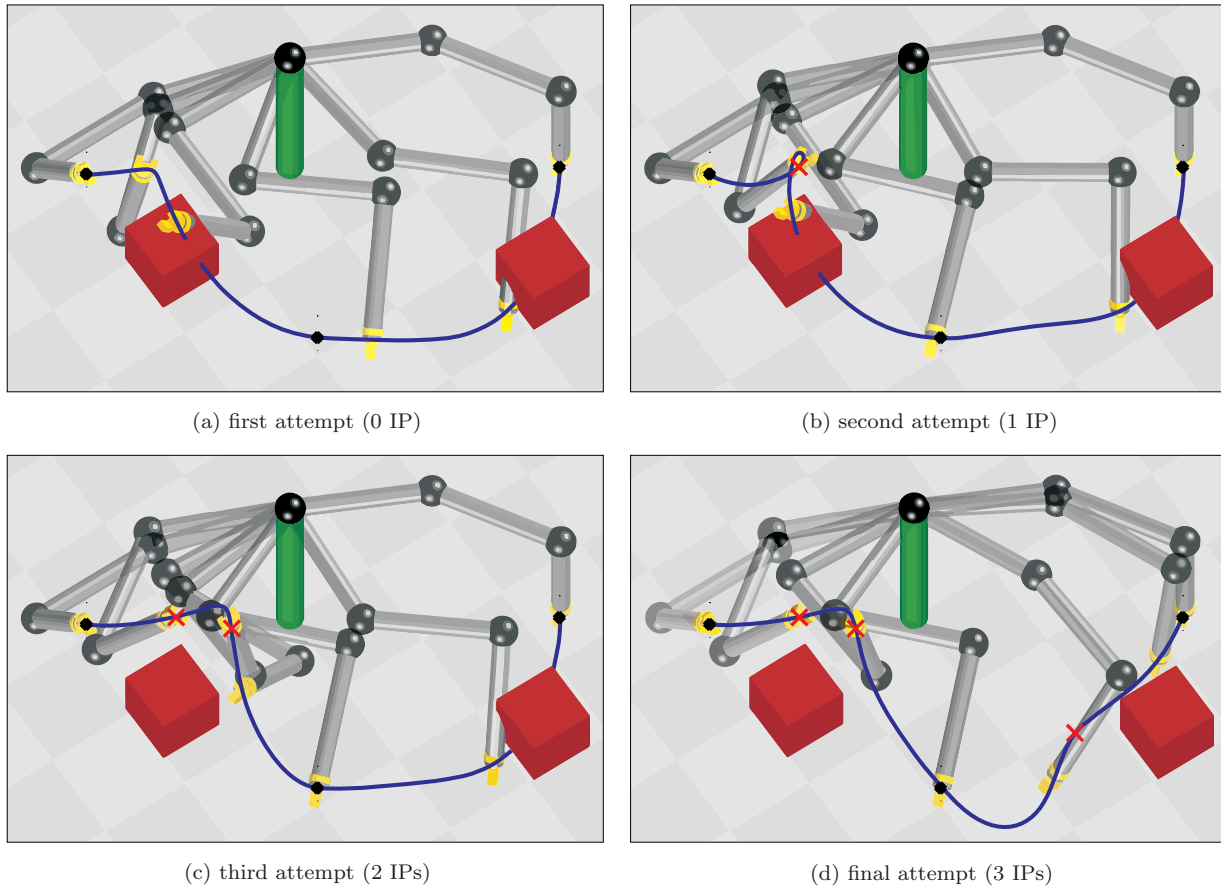 (a) first attempt (0 IP)
(b) second attempt (1 IP)
(c) third attempt (2 IPs)
(d) final attempt (3 IPs)